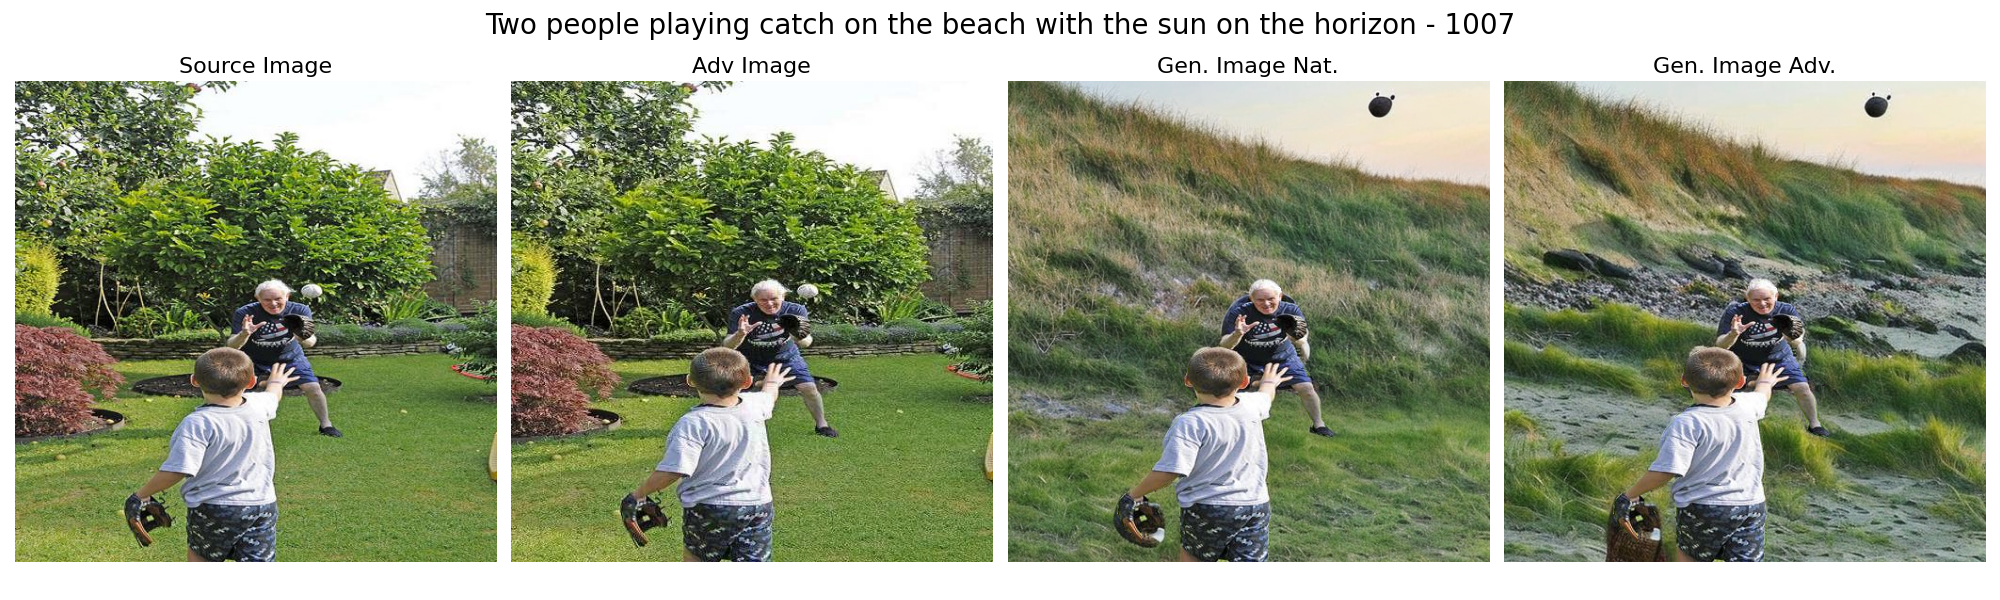 Two people playing catch on the beach with the sun on the horizon - 1007
Source Image
Adv Image
Gen. Image Nat.
Gen. Image Adv.